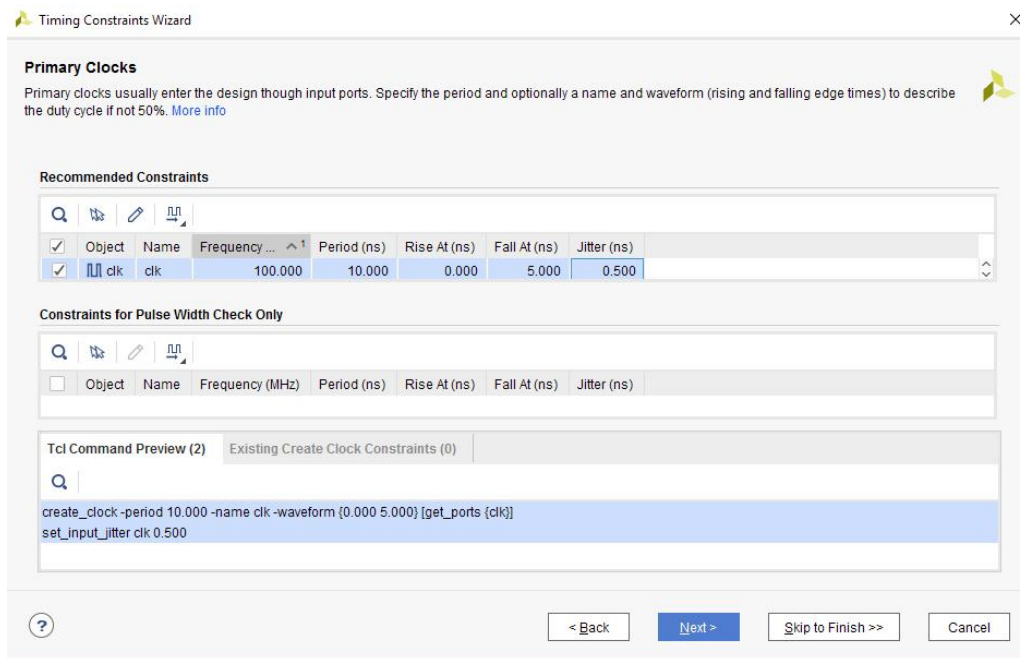 Timing Constraints Wizard
Primary Clocks
Primary clocks usually enter the design though input ports. Specify the period and optionally a name and waveform (rising and falling edge times) to describe
the duty cycle if not 50%. More info
Recommended Constraints
Object Name Frequency ... 1 Period (ns) Rise At (ns) Fall At (ns) Jitter (ns)
clk clk 100.000 10.000 0.000 5.000 0.500
Constraints for Pulse Width Check Only
Object Name Frequency (MHz) Period (ns) Rise At (ns) Fall At (ns) Jitter (ns)
Tcl Command Preview (2) Existing Create Clock Constraints (0)
create_clock -period 10.000 -name clk -waveform {0.000 5.000} [get_ports {clk}]
set_input_jitter clk 0.500
? < Back Next > Skip to Finish >> Cancel